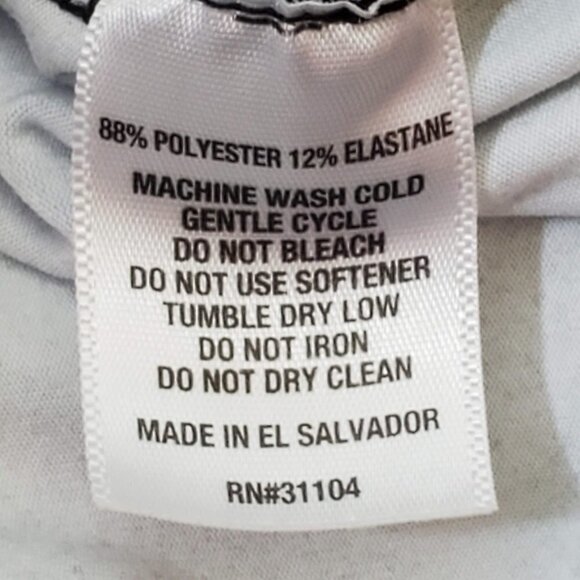 88% POLYESTER 12% ELASTANE
MACHINE WASH COLD
GENTLE CYCLE
DO NOT BLEACH
DO NOT USE SOFTENER
TUMBLE DRY LOW
DO NOT IRON
DO NOT DRY CLEAN
MADE IN EL SALVADOR
RN#31104